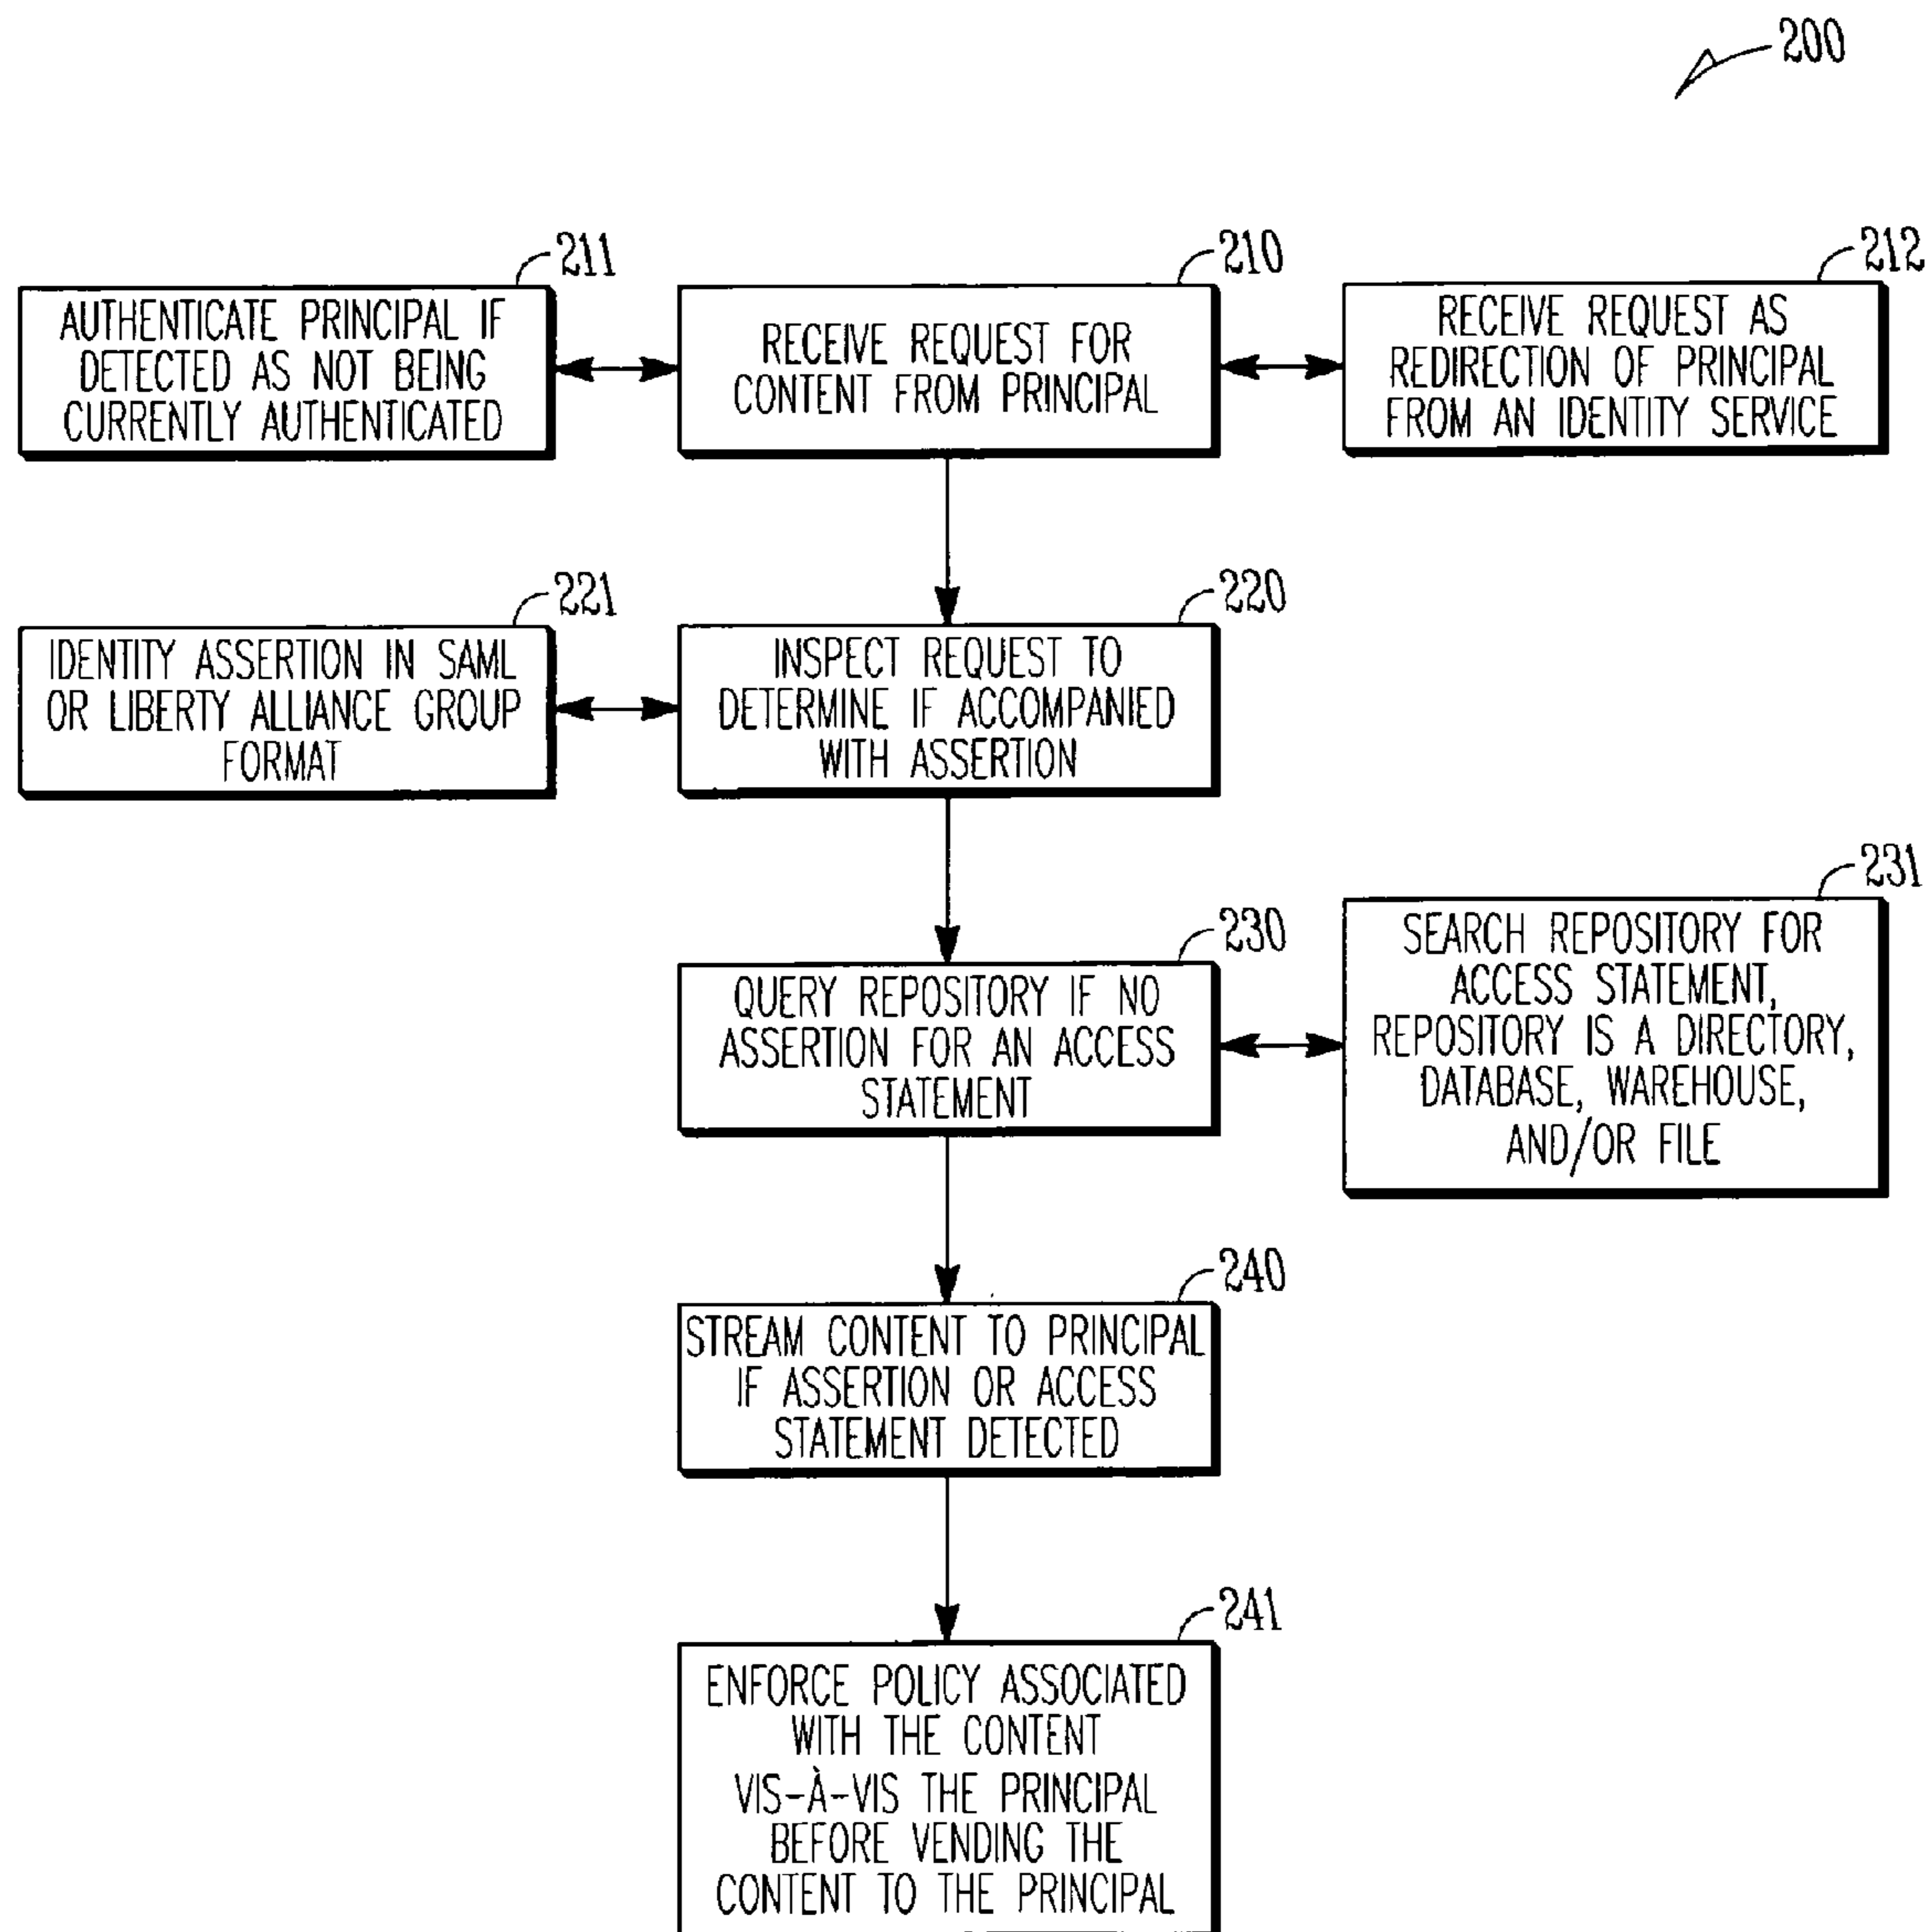 200
211
AUTHENTICATE PRINCIPAL IF
DETECTED AS NOT BEING
CURRENTLY AUTHENTICATED
210
RECEIVE REQUEST FOR
CONTENT FROM PRINCIPAL
212
RECEIVE REQUEST AS
REDIRECTION OF PRINCIPAL
FROM AN IDENTITY SERVICE
221
IDENTITY ASSERTION IN SAML
OR LIBERTY ALLIANCE GROUP
FORMAT
220
INSPECT REQUEST TO
DETERMINE IF ACCOMPANIED
WITH ASSERTION
230
QUERY REPOSITORY IF NO
ASSERTION FOR AN ACCESS
STATEMENT
231
SEARCH REPOSITORY FOR
ACCESS STATEMENT,
REPOSITORY IS A DIRECTORY,
DATABASE, WAREHOUSE,
AND/OR FILE
240
STREAM CONTENT TO PRINCIPAL
IF ASSERTION OR ACCESS
STATEMENT DETECTED
241
ENFORCE POLICY ASSOCIATED
WITH THE CONTENT
VIS-À-VIS THE PRINCIPAL
BEFORE VENDING THE
CONTENT TO THE PRINCIPAL